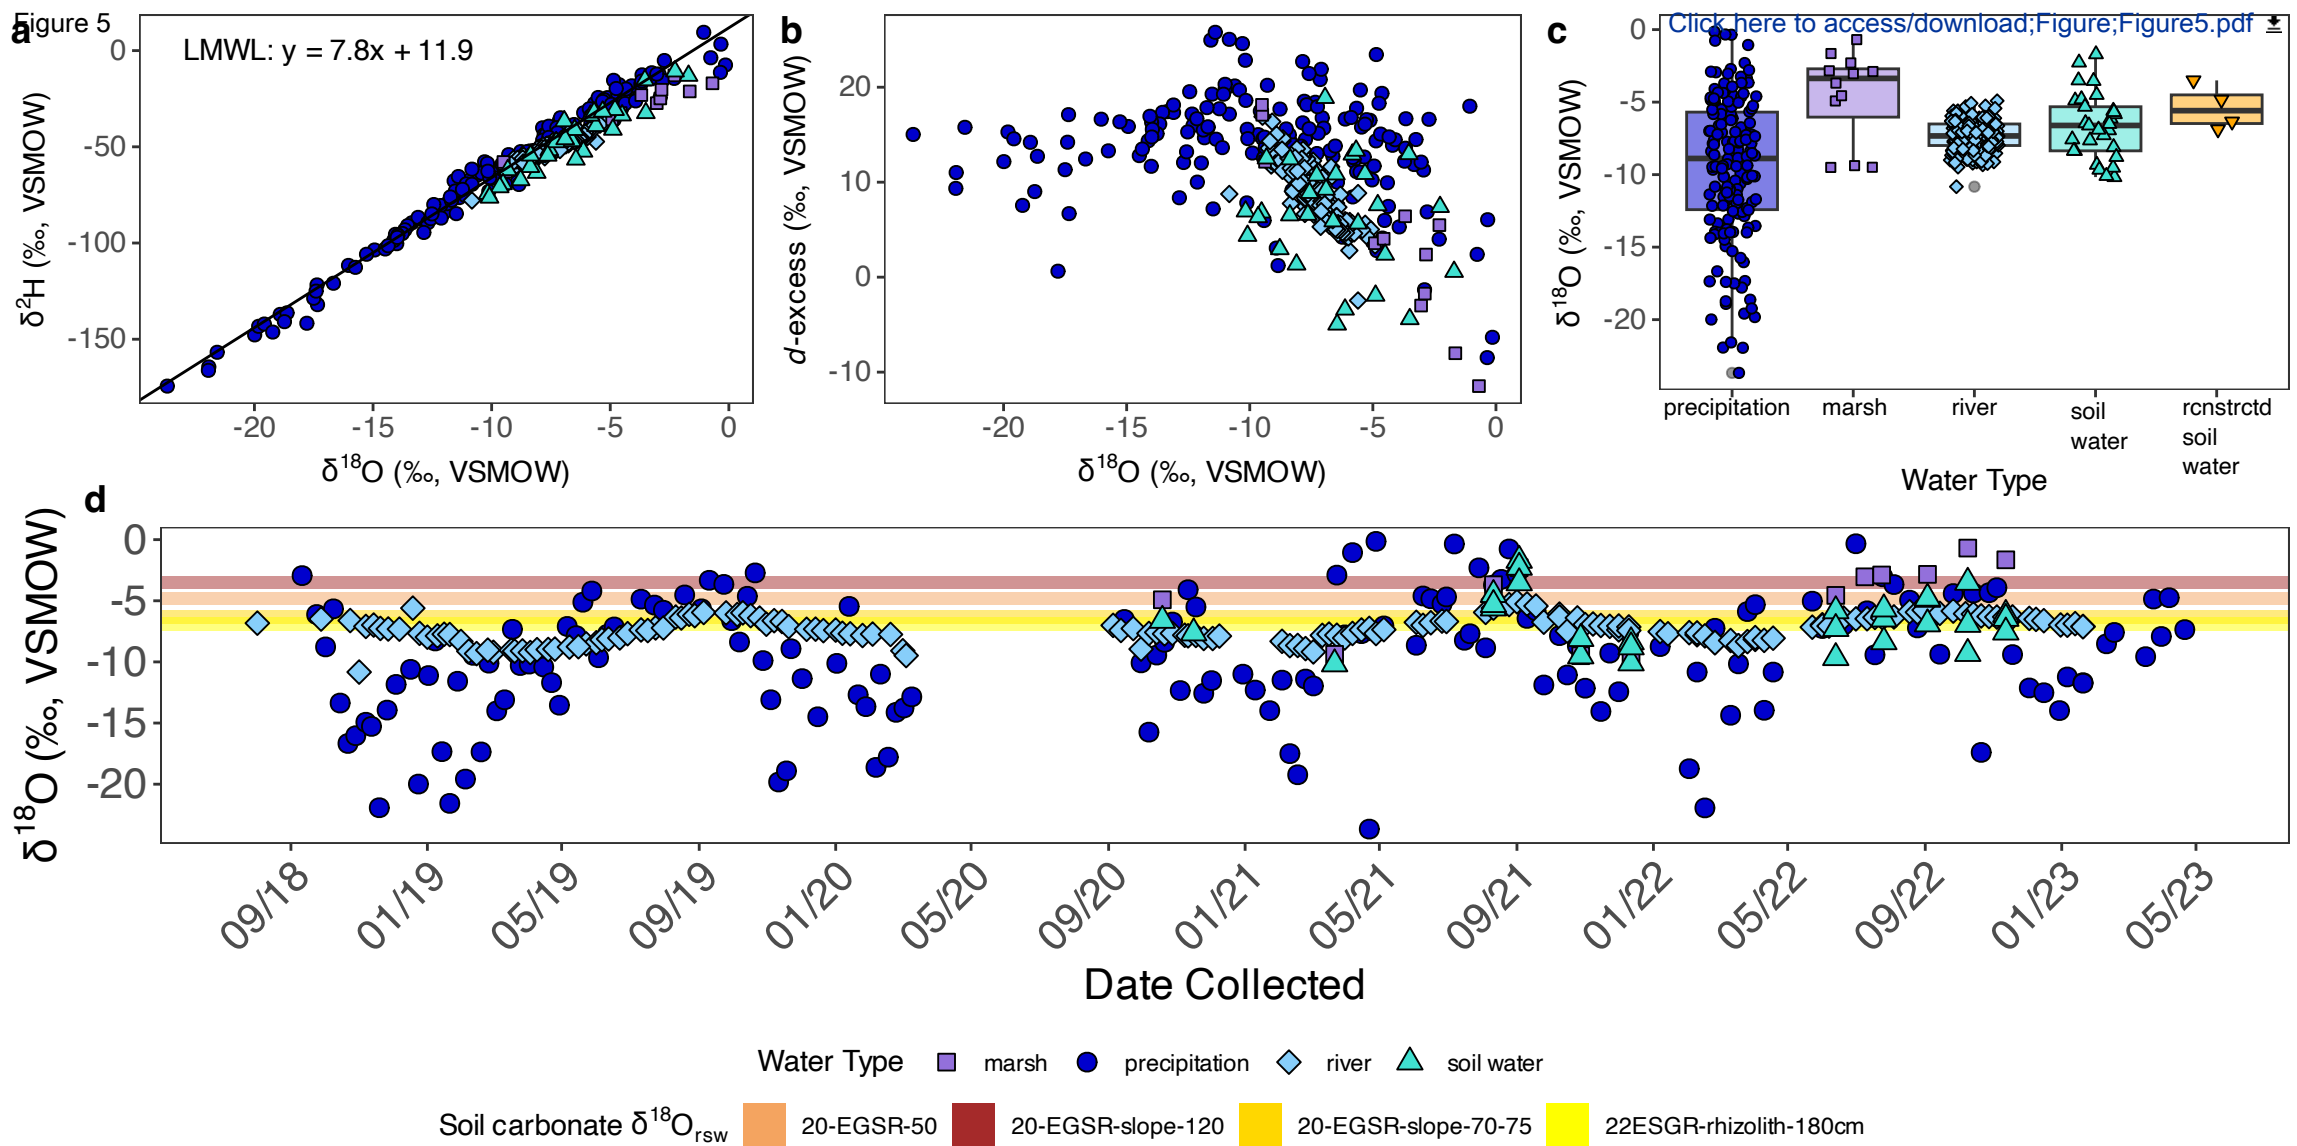 Figure 5
Click here to access/download;Figure;Figure5.pdf
a
LMWL: y = 7.8x + 11.9
0
-50
-100
-150
δ²H (‰, VSMOW)
-20 -15 -10 -5 0
δ¹⁸O (‰, VSMOW)
b
20
10
0
-10
d-excess (‰, VSMOW)
-20 -15 -10 -5 0
δ¹⁸O (‰, VSMOW)
c
0
-5
-10
-15
-20
δ¹⁸O (‰, VSMOW)
precipitation marsh river soil water rcnstrctd soil water
Water Type
d
0
-5
-10
-15
-20
δ¹⁸O (‰, VSMOW)
09/18 01/19 05/19 09/19 01/20 05/20 09/20 01/21 05/21 09/21 01/22 05/22 09/22 01/23 05/23
Date Collected
Water Type marsh precipitation river soil water
Soil carbonate δ¹⁸Orsw 20-EGSR-50 20-EGSR-slope-120 20-EGSR-slope-70-75 22ESGR-rhizolith-180cm